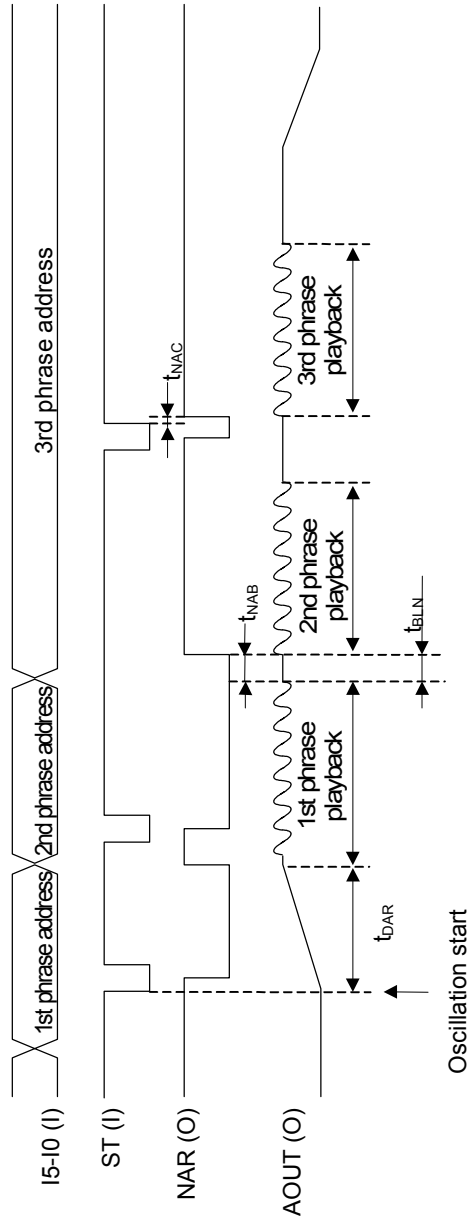 I5-I0 (I)
1st phrase address
2nd phrase address
3rd phrase address
ST (I)
NAR (O)
tNAC
tNAB
AOUT (O)
1st phrase
playback
2nd phrase
playback
3rd phrase
playback
tDAR
tBLN
Oscillation start